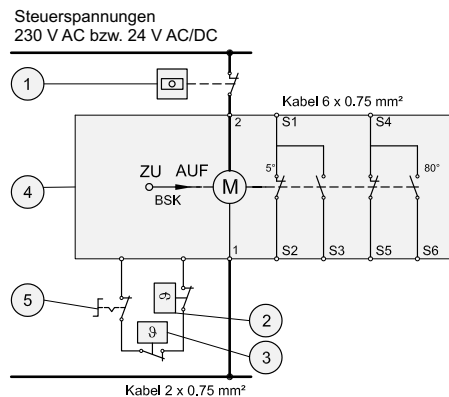 Steuerspannungen
230 V AC bzw. 24 V AC/DC
1
Kabel 6 x 0.75 mm²
2 S1 S4
ZU AUF 5° 80°
4 M
BSK
1 S2 S3 S5 S6
5 ϑ 2
ϑ 3
Kabel 2 x 0,75 mm²